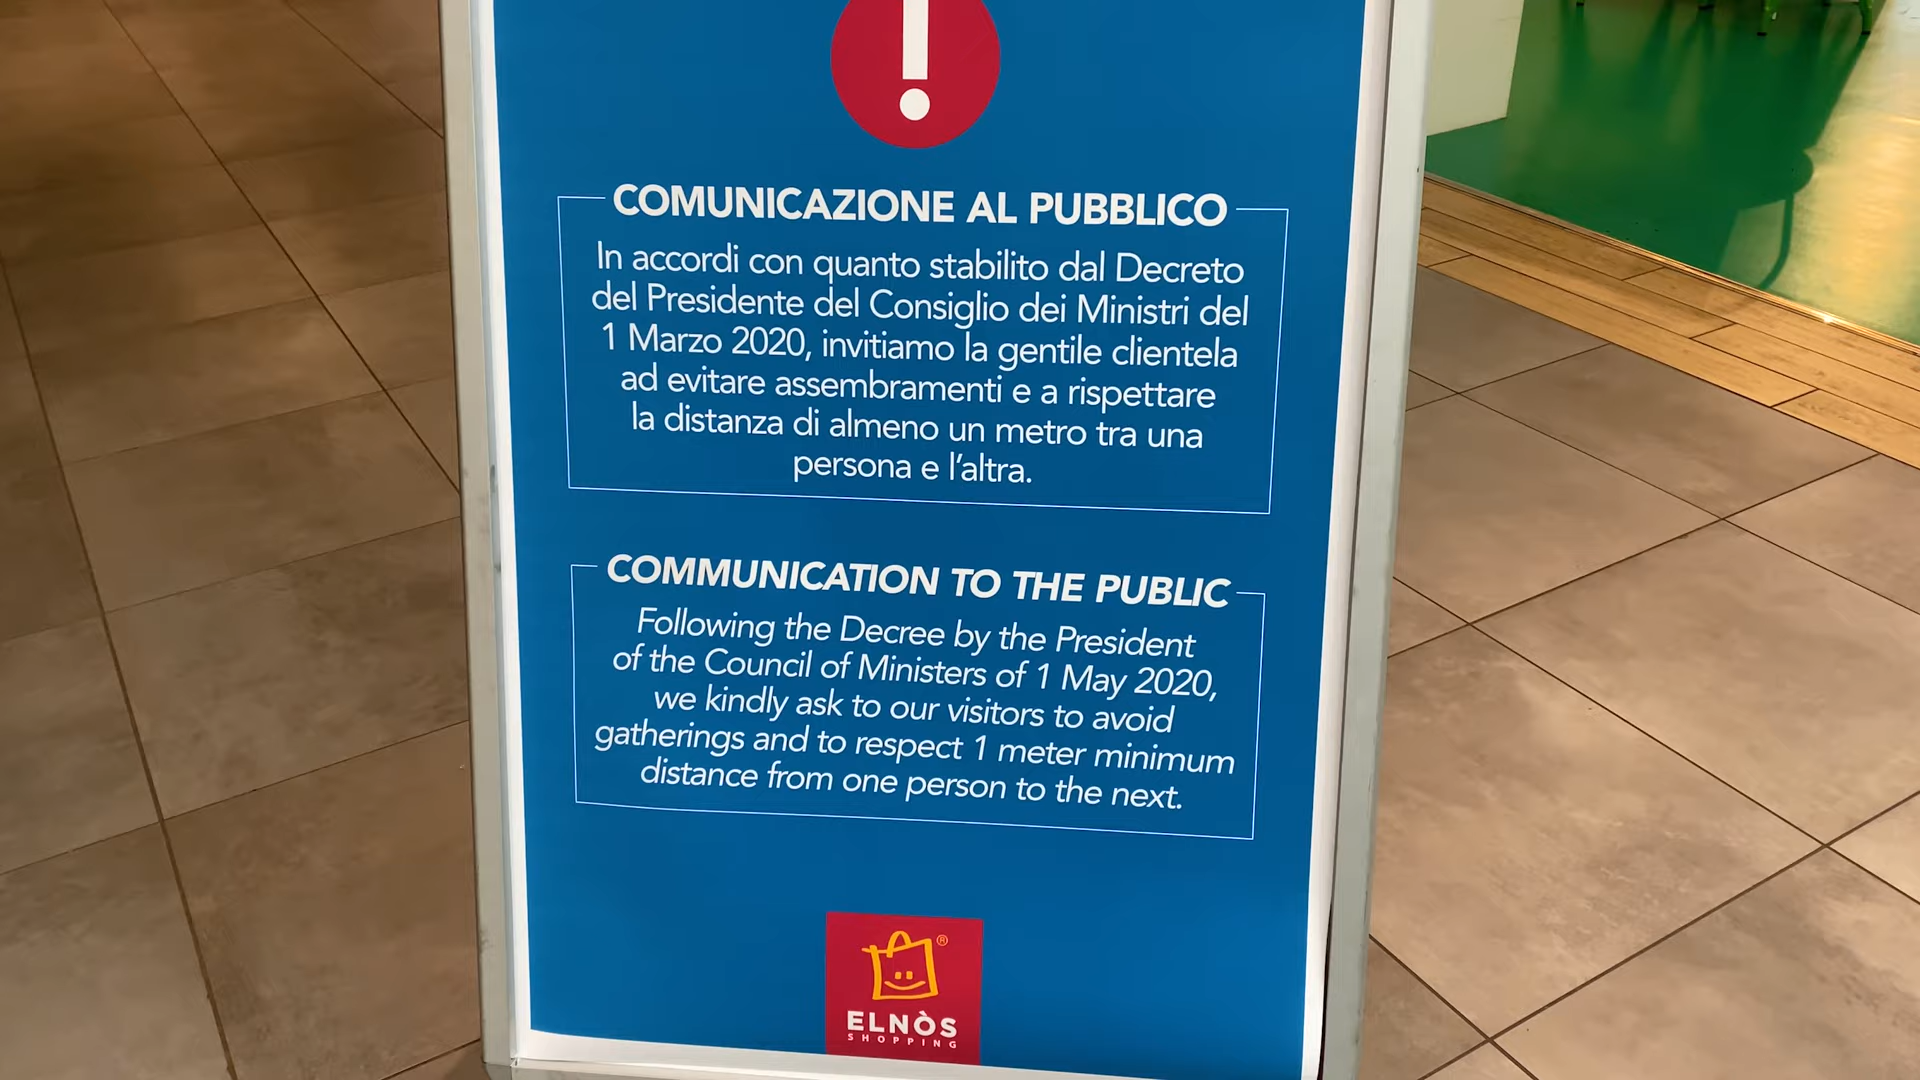 COMUNICAZIONE AL PUBBLICO
In accordi con quanto stabilito dal Decreto
del Presidente del Consiglio dei Ministri del
1 Marzo 2020, invitiamo la gentile clientela
ad evitare assembramenti e a rispettare
la distanza di almeno un metro tra una
persona e l'altra.
COMMUNICATION TO THE PUBLIC
Following the Decree by the President
of the Council of Ministers of 1 May 2020,
we kindly ask to our visitors to avoid
gatherings and to respect 1 meter minimum
distance from one person to the next.
®
ELNÒS
SHOPPING